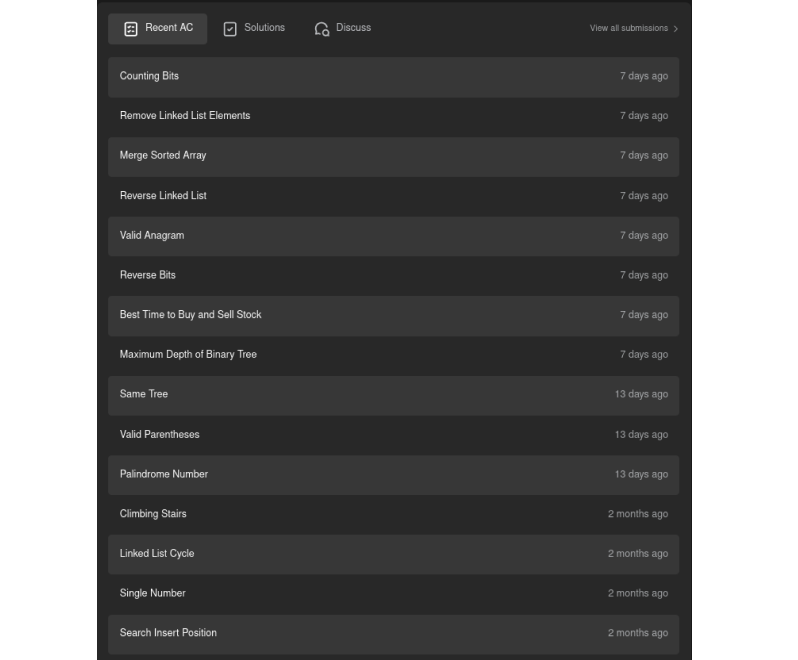 Recent AC Solutions Discuss View all submissions
Counting Bits 7 days ago
Remove Linked List Elements 7 days ago
Merge Sorted Array 7 days ago
Reverse Linked List 7 days ago
Valid Anagram 7 days ago
Reverse Bits 7 days ago
Best Time to Buy and Sell Stock 7 days ago
Maximum Depth of Binary Tree 7 days ago
Same Tree 13 days ago
Valid Parentheses 13 days ago
Palindrome Number 13 days ago
Climbing Stairs 2 months ago
Linked List Cycle 2 months ago
Single Number 2 months ago
Search Insert Position 2 months ago